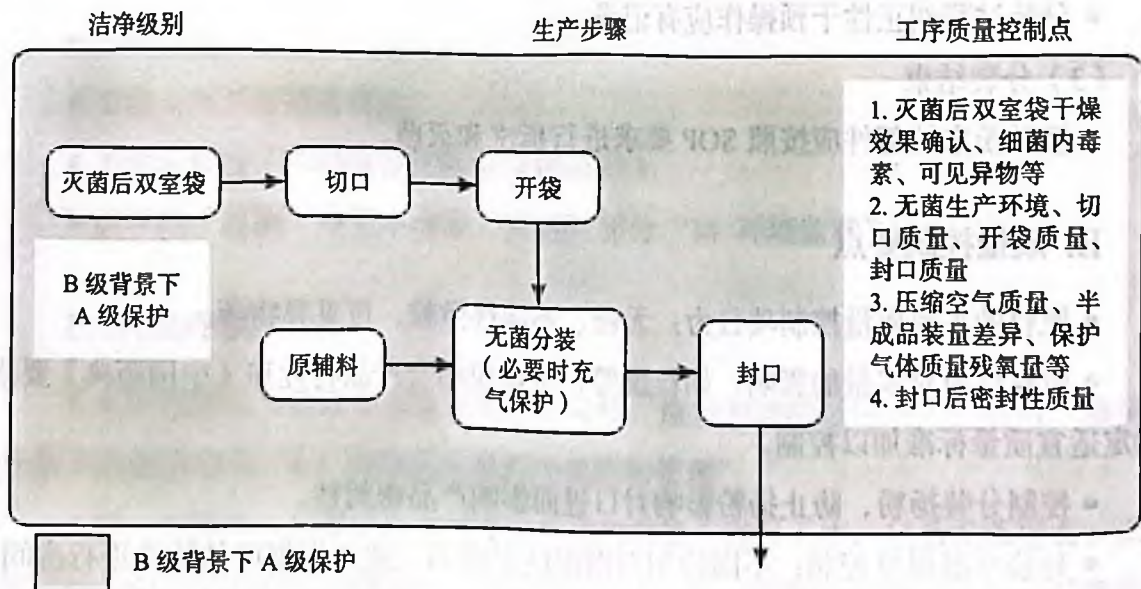 洁净级别
生产步骤
工序质量控制点
灭菌后双室袋
切口
开袋
B 级背景下
A 级保护
原辅料
无菌分装
（必要时充
气保护）
封口
1. 灭菌后双室袋干燥
效果确认、细菌内毒
素、可见异物等
2. 无菌生产环境、切
口质量、开袋质量、
封口质量
3. 压缩空气质量、半
成品装量差异、保护
气体质量残氧量等
4. 封口后密封性质量
B 级背景下 A 级保护